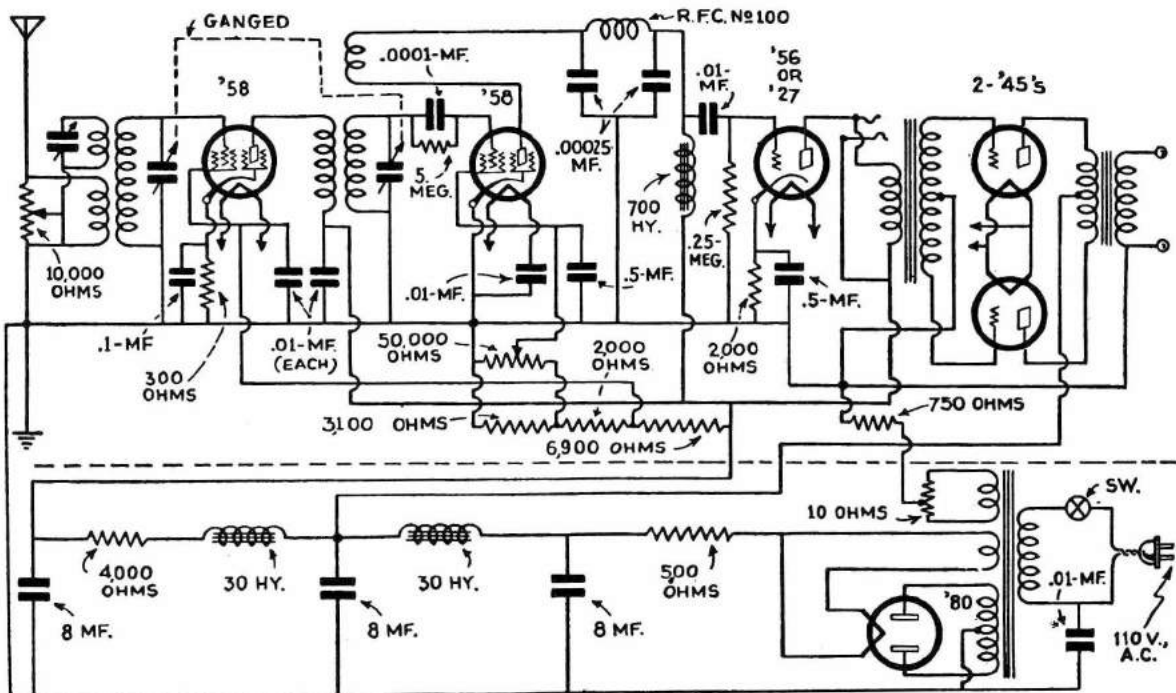 GANGED
R.F.C. №100
.0001-MF.
'58
'58
.01-
MF.
'56
OR
'27
2-'45's
5.
MEG.
.00025-
MF.
700
HY.
.25-
MEG.
10,000
OHMS
.1-MF
300
OHMS
.01-MF.
(EACH)
.01-MF.
.5-MF.
50,000
OHMS
2,000
OHMS
2,000
OHMS
.5-MF.
3,100 OHMS
6,900 OHMS
750 OHMS
10 OHMS
SW.
4,000
OHMS
30 HY.
30 HY.
500
OHMS
'80
.01-MF.
*
8 MF.
8 MF.
8 MF.
110 V.,
A.C.